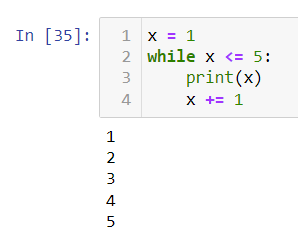 In [35]:
1 x = 1
2 while x <= 5:
3     print(x)
4     x += 1
1
2
3
4
5